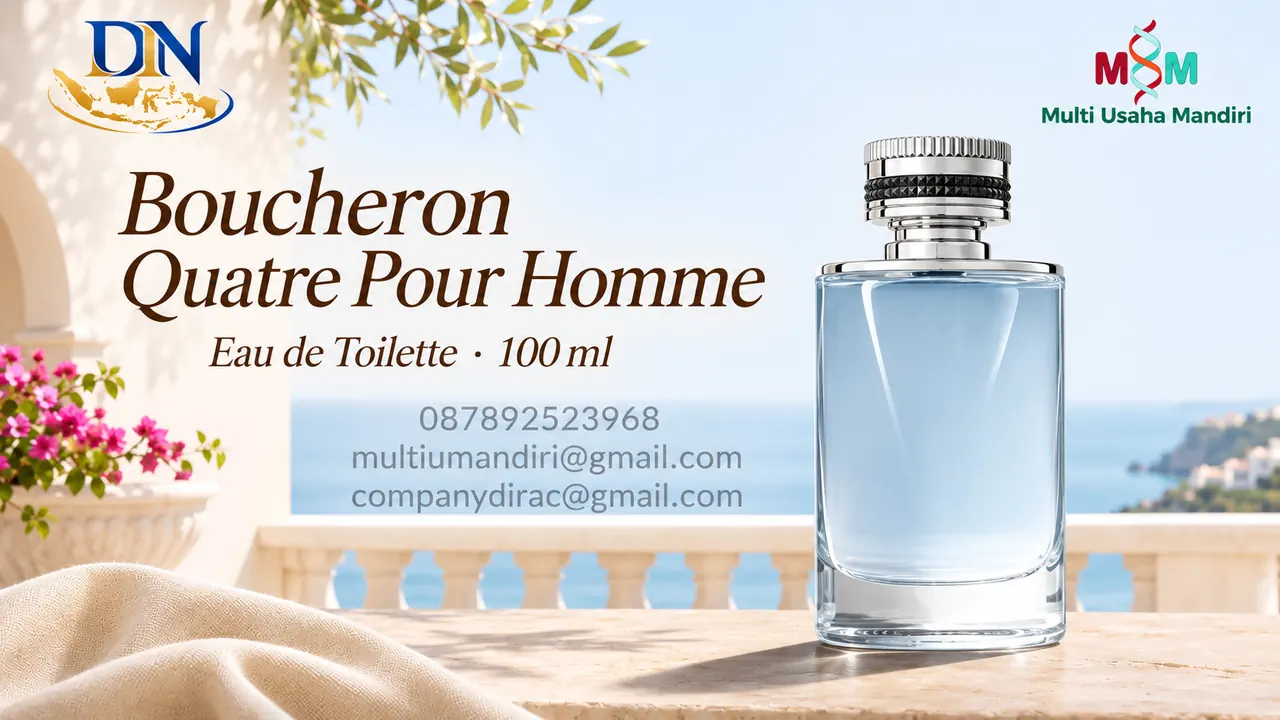 DN
MSM
Multi Usaha Mandiri
Boucheron
Quatre Pour Homme
Eau de Toilette · 100 ml
087892523968
multiumandiri@gmail.com
companydirac@gmail.com